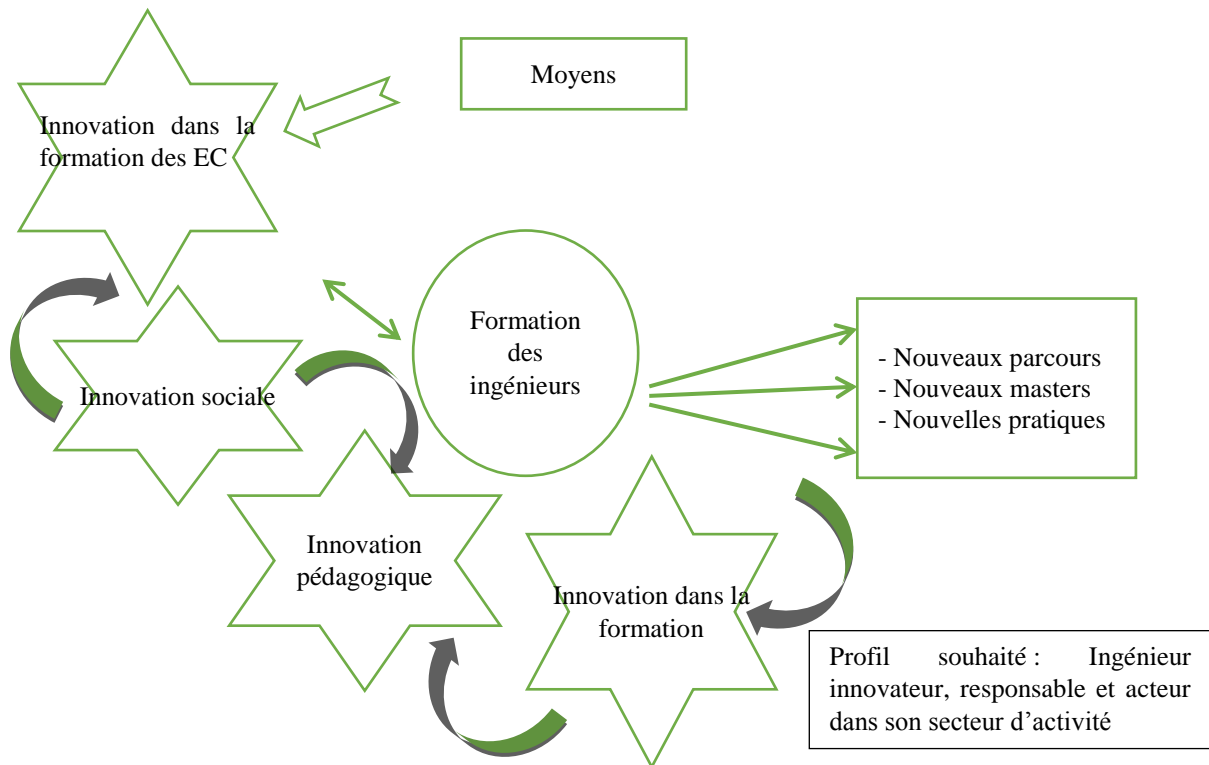 Moyens
Innovation dans la
formation des EC
Formation
des
ingénieurs
- Nouveaux parcours
- Nouveaux masters
- Nouvelles pratiques
Innovation sociale
Innovation
pédagogique
Innovation dans la
formation
Profil souhaité : Ingénieur
innovateur, responsable et acteur
dans son secteur d’activité